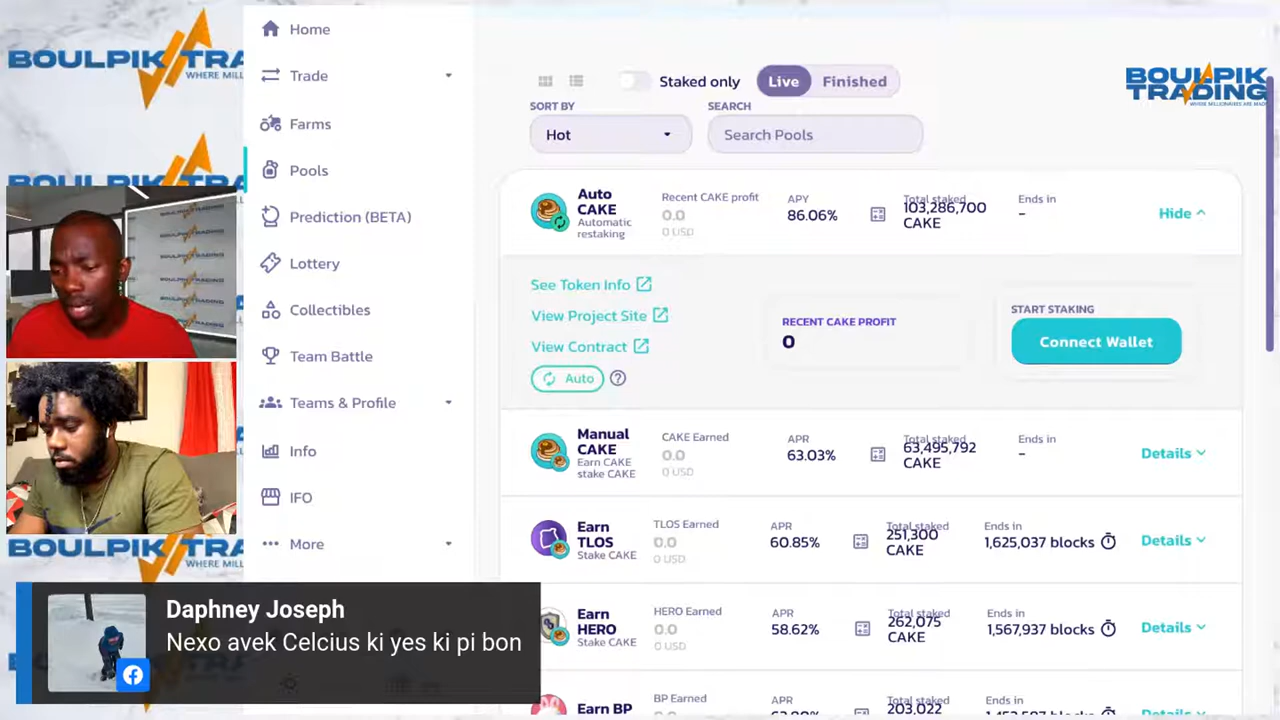 BOULPIK TRA
WHERE MILL
Home
Trade
Farms
Pools
Prediction (BETA)
Lottery
Collectibles
Team Battle
Teams & Profile
Info
IFO
More
Staked only
Live
Finished
BOULPIK
TRADING
WHERE MILLIONAIRES ARE MADE
SORT BY
Hot
SEARCH
Search Pools
Auto
CAKE
Automatic
restaking
Recent CAKE profit
0.0
0 USD
APY
86.06%
Total staked
103,286,700
CAKE
Ends in
-
Hide
See Token Info
View Project Site
View Contract
Auto
RECENT CAKE PROFIT
0
START STAKING
Connect Wallet
Manual
CAKE
Earn CAKE
stake CAKE
CAKE Earned
0.0
0 USD
APR
63.03%
Total staked
63,495,792
CAKE
Ends in
-
Details
Earn
TLOS
Stake CAKE
TLOS Earned
0.0
0 USD
APR
60.85%
Total staked
251,300
CAKE
Ends in
1,625,037 blocks
Details
Earn
HERO
Stake CAKE
HERO Earned
0.0
0 USD
APR
58.62%
Total staked
262,075
CAKE
Ends in
1,567,937 blocks
Details
Earn BP
BP Earned
APR
Total staked
203,022
Ends in
Details
BOULPIK TRA
WHERE MILL
Daphney Joseph
Nexo avek Celcius ki yes ki pi bon